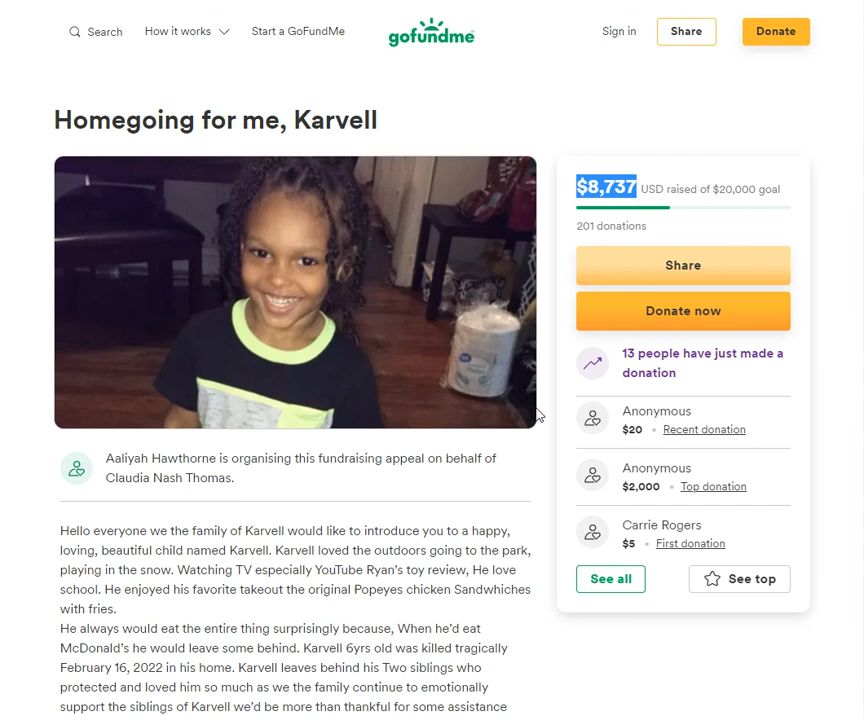 Search
How it works
Start a GoFundMe
gofundme
Sign in
Share
Donate
Homegoing for me, Karvell
$8,737 USD raised of $20,000 goal
201 donations
Share
Donate now
13 people have just made a
donation
Anonymous
$20 • Recent donation
Anonymous
$2,000 • Top donation
Carrie Rogers
$5 • First donation
See all
See top
Aaliyah Hawthorne is organising this fundraising appeal on behalf of
Claudia Nash Thomas.
Hello everyone we the family of Karvell would like to introduce you to a happy,
loving, beautiful child named Karvell. Karvell loved the outdoors going to the park,
playing in the snow. Watching TV especially YouTube Ryan's toy review, He love
school. He enjoyed his favorite takeout the original Popeyes chicken Sandwhiches
with fries.
He always would eat the entire thing surprisingly because, When he'd eat
McDonald's he would leave some behind. Karvell 6yrs old was killed tragically
February 16, 2022 in his home. Karvell leaves behind his Two siblings who
protected and loved him so much as we the family continue to emotionally
support the siblings of Karvell we'd be more than thankful for some assistance